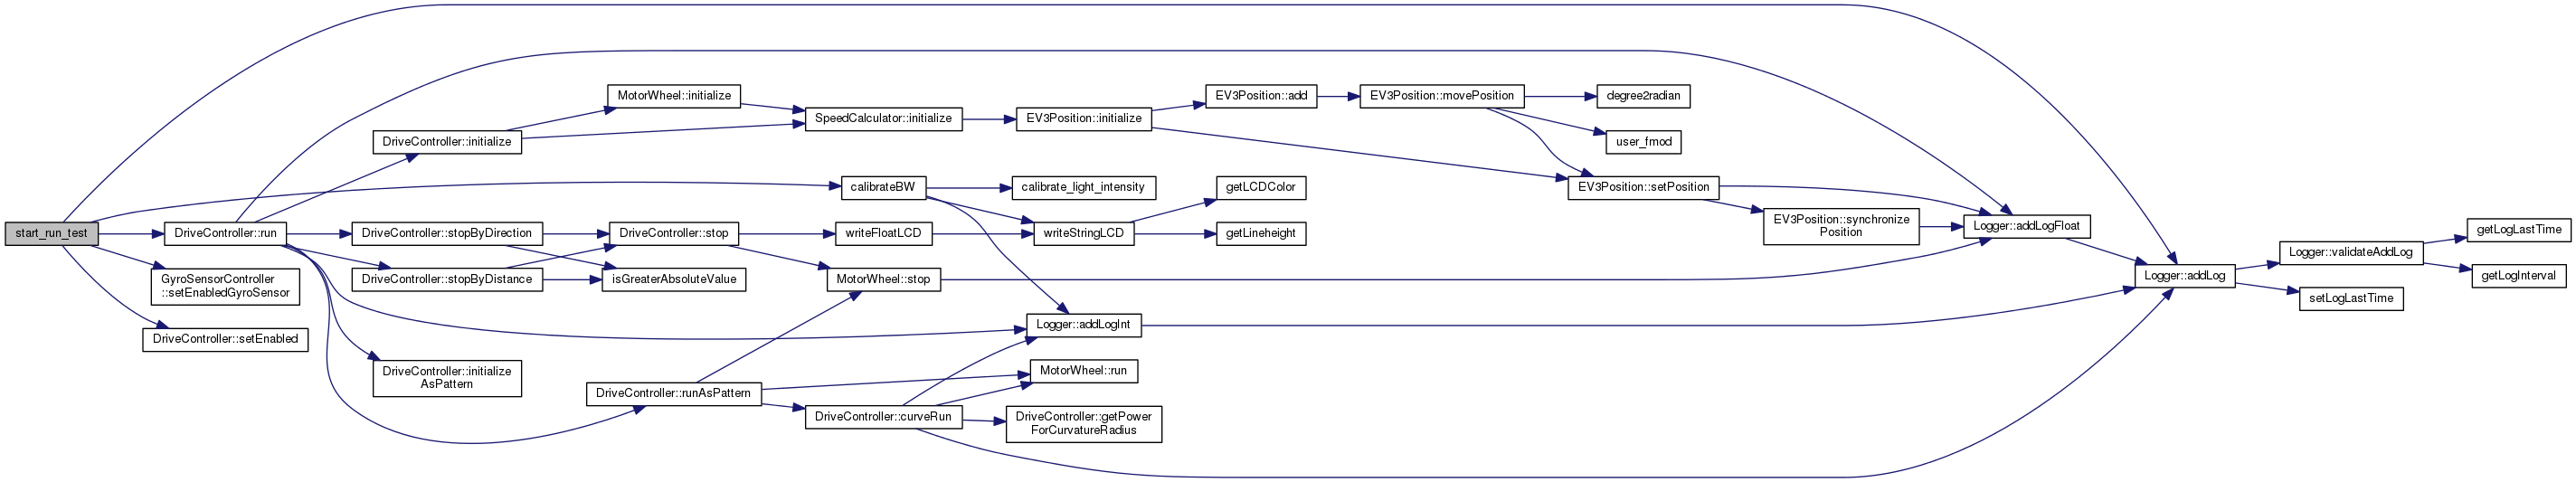 start_run_test
DriveController::run
GyroSensorController
::setEnabledGyroSensor
DriveController::setEnabled
DriveController::initialize
DriveController::stopByDirection
DriveController::stopByDistance
DriveController::initialize
AsPattern
MotorWheel::initialize
DriveController::stop
isGreaterAbsoluteValue
DriveController::runAsPattern
SpeedCalculator::initialize
calibrateBW
writeFloatLCD
MotorWheel::stop
DriveController::curveRun
EV3Position::initialize
calibrate_light_intensity
writeStringLCD
Logger::addLogInt
MotorWheel::run
DriveController::getPower
ForCurvatureRadius
EV3Position::add
getLCDColor
getLineheight
EV3Position::movePosition
degree2radian
user_fmod
EV3Position::setPosition
EV3Position::synchronize
Position
Logger::addLogFloat
Logger::addLog
Logger::validateAddLog
setLogLastTime
getLogLastTime
getLogInterval